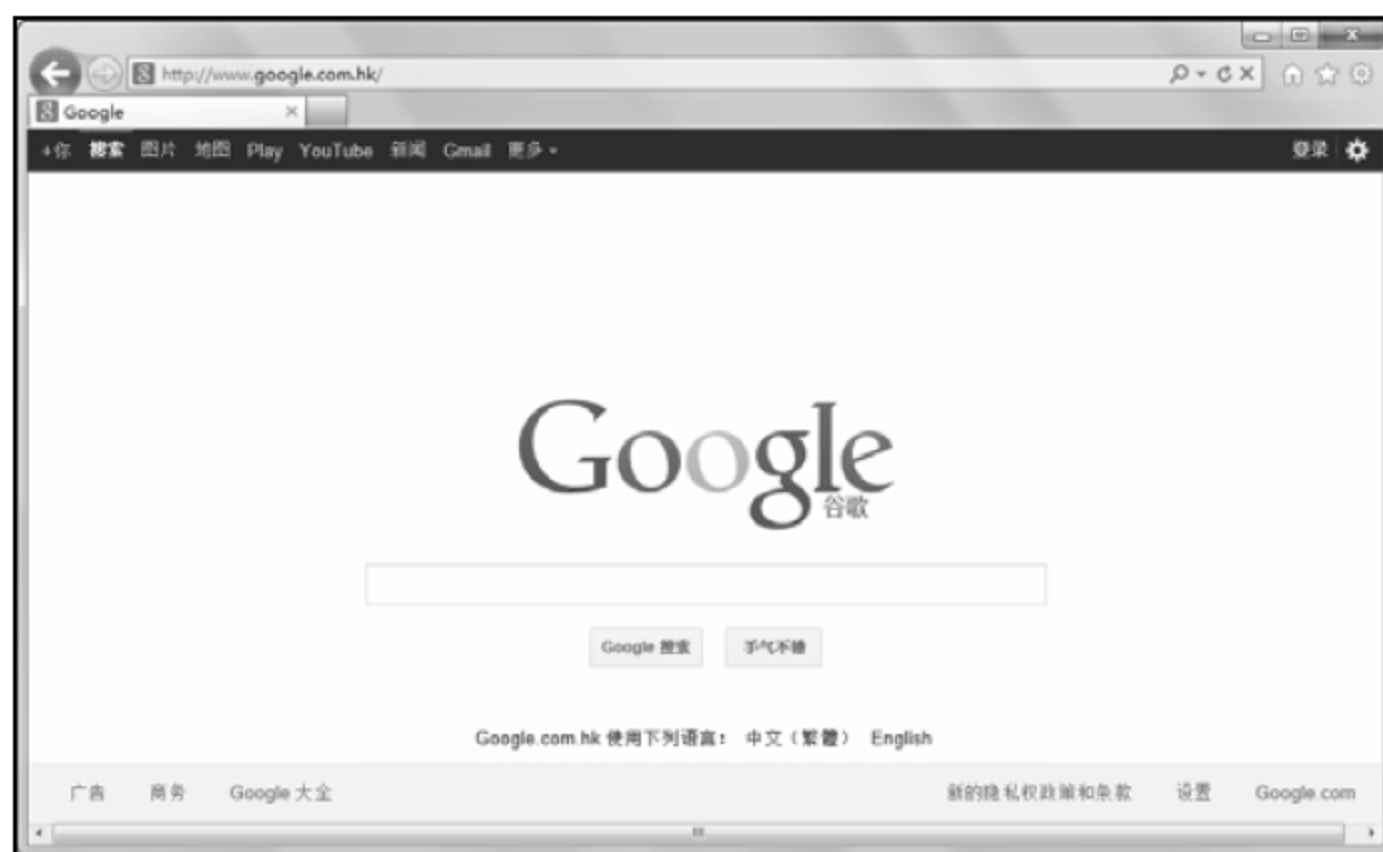 http://www.google.com.hk/
Google
+你 搜索 图片 地图 Play YouTube 新闻 Gmail 更多 登录
Google
谷歌
Google 搜索 手气不错
Google.com.hk 使用下列语言: 中文(繁體) English
广告 商务 Google 大全 新的隐私权政策和条款 设置 Google.com